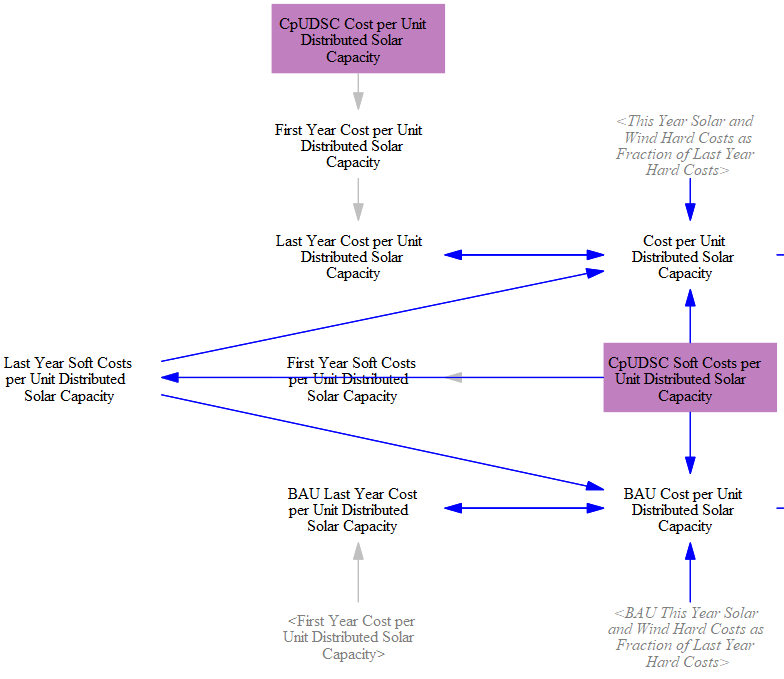 CpUDSC Cost per Unit
Distributed Solar
Capacity
First Year Cost per Unit
Distributed Solar
Capacity
<This Year Solar and
Wind Hard Costs as
Fraction of Last Year
Hard Costs>
Last Year Cost per Unit
Distributed Solar
Capacity
Cost per Unit
Distributed Solar
Capacity
Last Year Soft Costs
per Unit Distributed
Solar Capacity
First Year Soft Costs
per Unit Distributed
Solar Capacity
CpUDSC Soft Costs per
Unit Distributed Solar
Capacity
BAU Last Year Cost
per Unit Distributed
Solar Capacity
BAU Cost per Unit
Distributed Solar
Capacity
<First Year Cost per
Unit Distributed Solar
Capacity>
<BAU This Year Solar
and Wind Hard Costs as
Fraction of Last Year
Hard Costs>